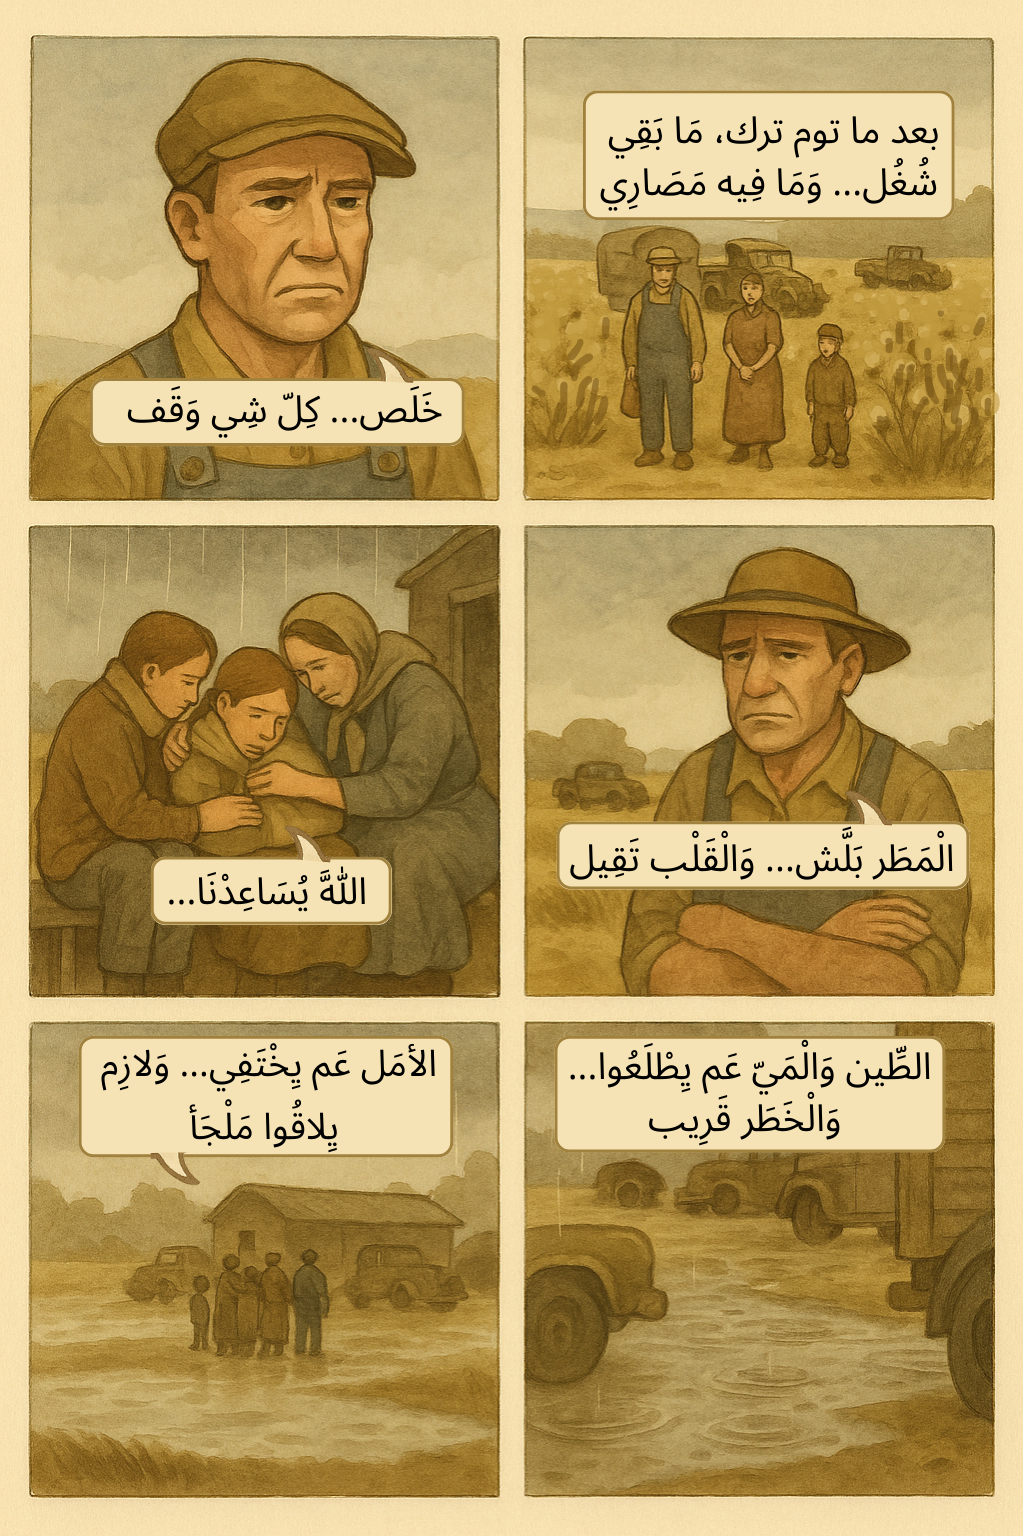 بعد ما توم ترك، مَا بَقِي
شُغُل... وَمَا فِيه مَصَارِي
خَلَص... كِلّ شِي وَقَف
الْمَطَر بَلَّش... وَالْقَلْب تَقِيل
اللّٰهَّ يُسَاعِدْنَا...
الطِّين وَالْمَيّ عَم يِطْلَعُوا...
وَالْخَطَر قَرِيب
الأمَل عَم يِخْتَفِي... وَلازِم
يِلاقُوا مَلْجَأ